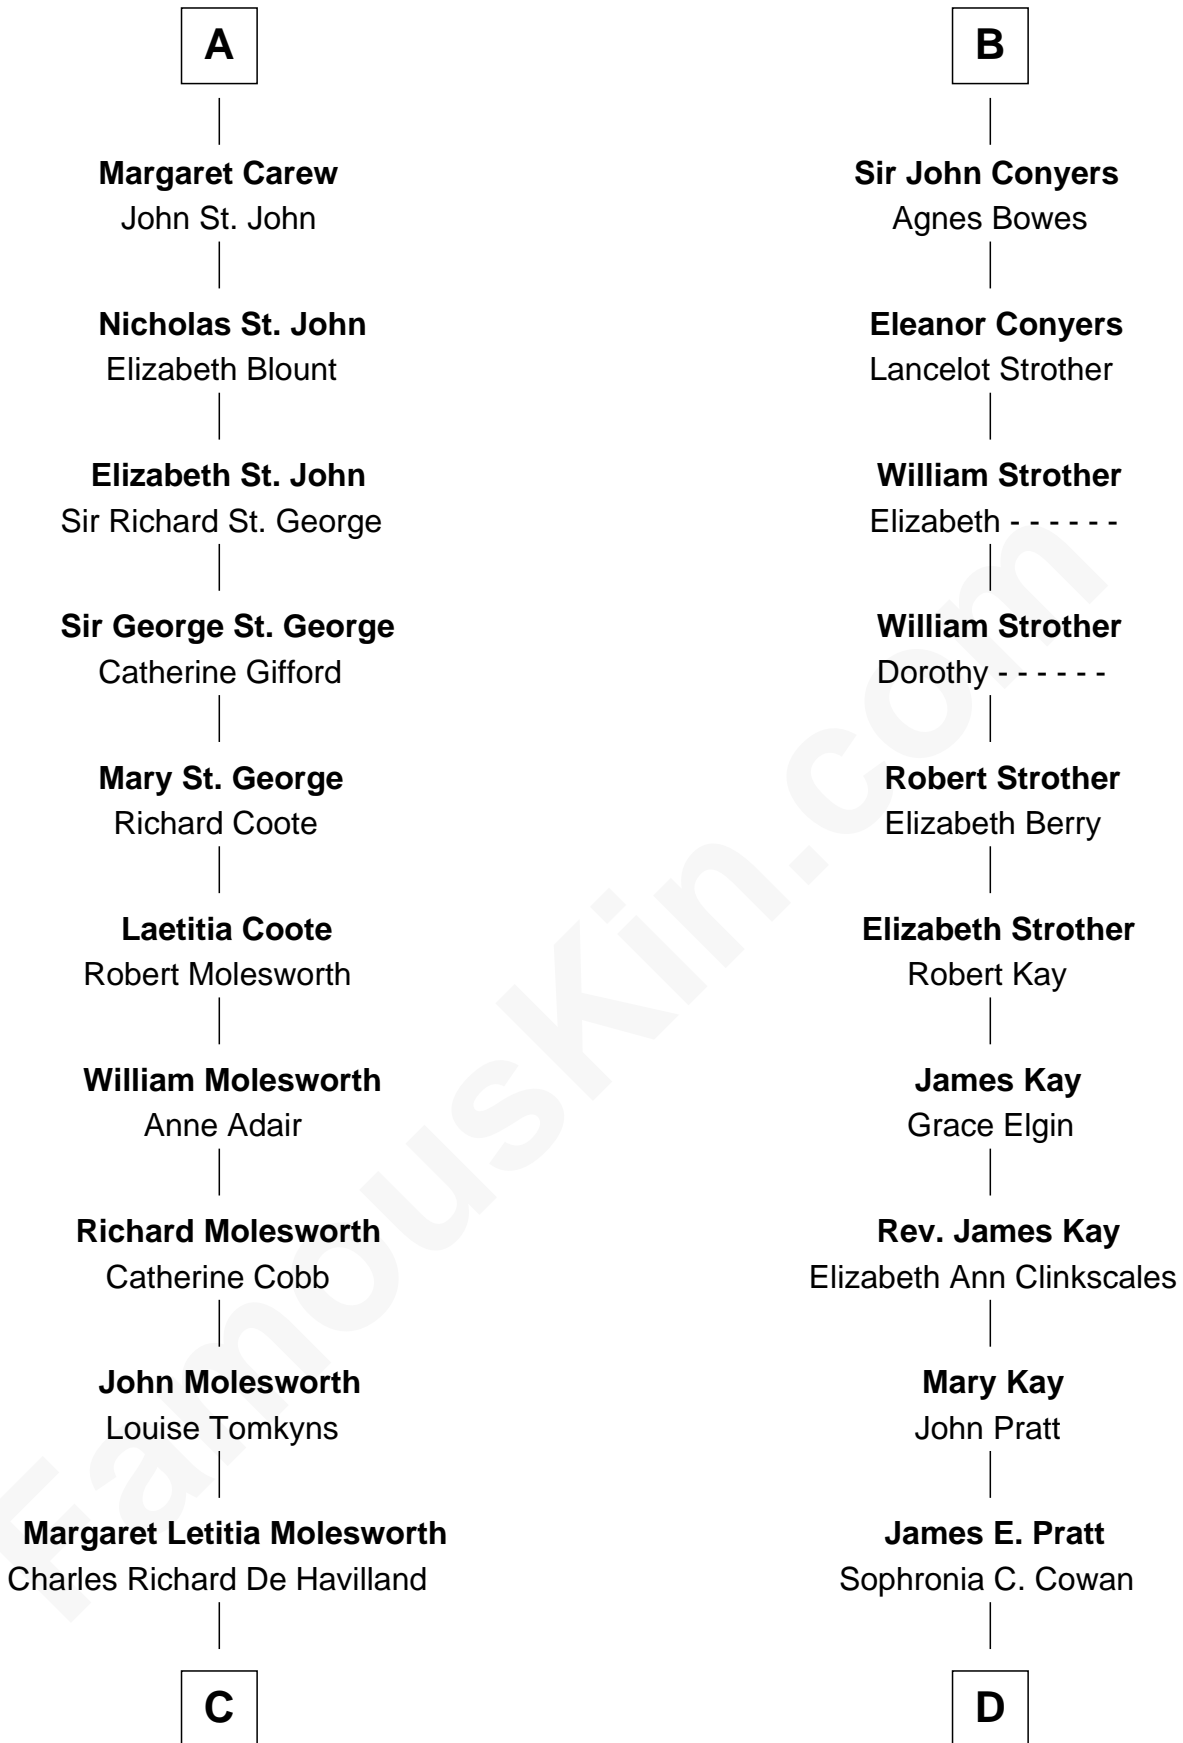 A
Margaret Carew
John St. John
Nicholas St. John
Elizabeth Blount
Elizabeth St. John
Sir Richard St. George
Sir George St. George
Catherine Gifford
Mary St. George
Richard Coote
Laetitia Coote
Robert Molesworth
William Molesworth
Anne Adair
Richard Molesworth
Catherine Cobb
John Molesworth
Louise Tomkyns
Margaret Letitia Molesworth
Charles Richard De Havilland
C
B
Sir John Conyers
Agnes Bowes
Eleanor Conyers
Lancelot Strother
William Strother
Elizabeth - - - - - -
William Strother
Dorothy - - - - - -
Robert Strother
Elizabeth Berry
Elizabeth Strother
Robert Kay
James Kay
Grace Elgin
Rev. James Kay
Elizabeth Ann Clinkscales
Mary Kay
John Pratt
James E. Pratt
Sophronia C. Cowan
D
FamousKin.com